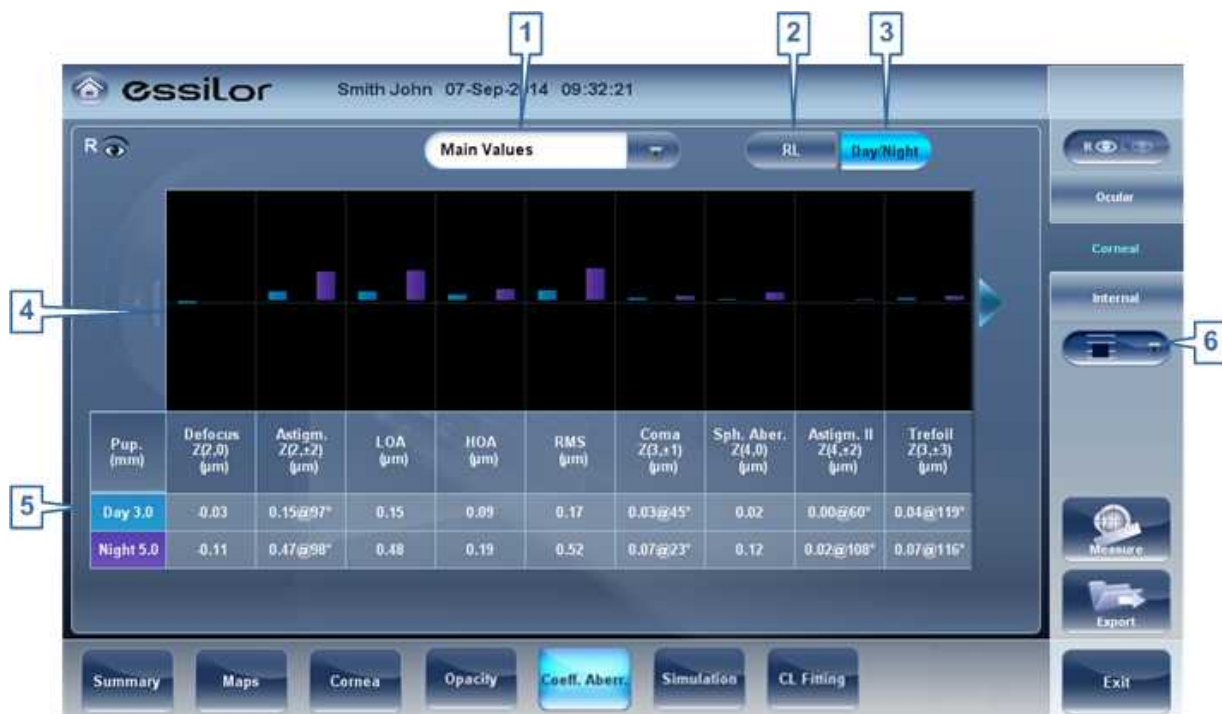 1
2
3
essilor
Smith John 07-Sep-2014 09:32:21
R
Main Values
RL
Day/Night
R L
Ocular
Corneal
Internal
4
6
Pup. (mm)
Defocus Z(2,0) (μm)
Astigm. Z(2,±2) (μm)
LOA (μm)
HOA (μm)
RMS (μm)
Coma Z(3,±1) (μm)
Sph. Aber. Z(4,0) (μm)
Astigm. II Z(4,±2) (μm)
Trefoil Z(3,±3) (μm)
5
Day 3.0 -0.03 0.15@97° 0.15 0.09 0.17 0.03@45° 0.02 0.00@60° 0.04@119°
Night 5.0 -0.11 0.47@98° 0.48 0.19 0.52 0.07@23° 0.12 0.02@108° 0.07@116°
Measure
Export
Summary
Maps
Cornea
Opacity
Coeff. Aberr.
Simulation
CL Fitting
Exit